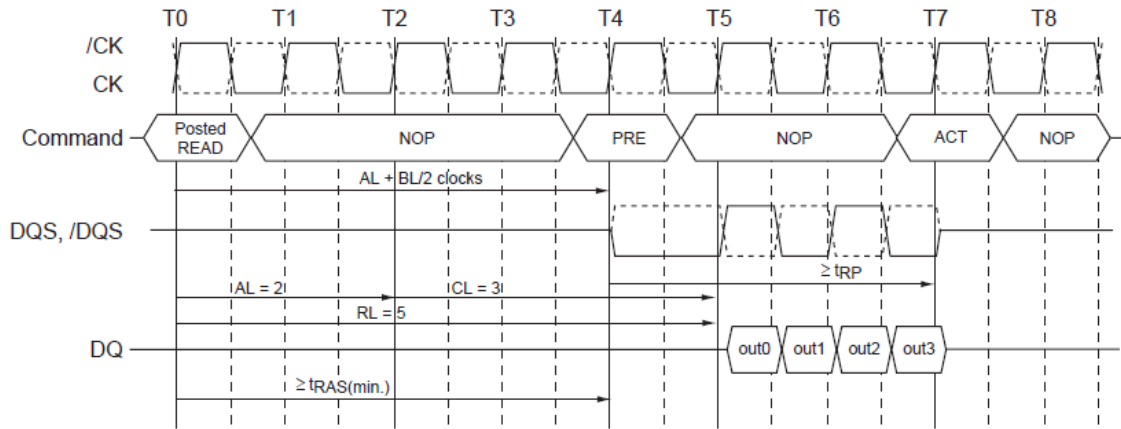 T0 T1 T2 T3 T4 T5 T6 T7 T8
/CK
CK
Command
Posted
READ
NOP
PRE
NOP
ACT
NOP
AL + BL/2 clocks
DQS, /DQS
≥ tRP
AL = 2
CL = 3
RL = 5
DQ
out0 out1 out2 out3
≥ tRAS(min.)